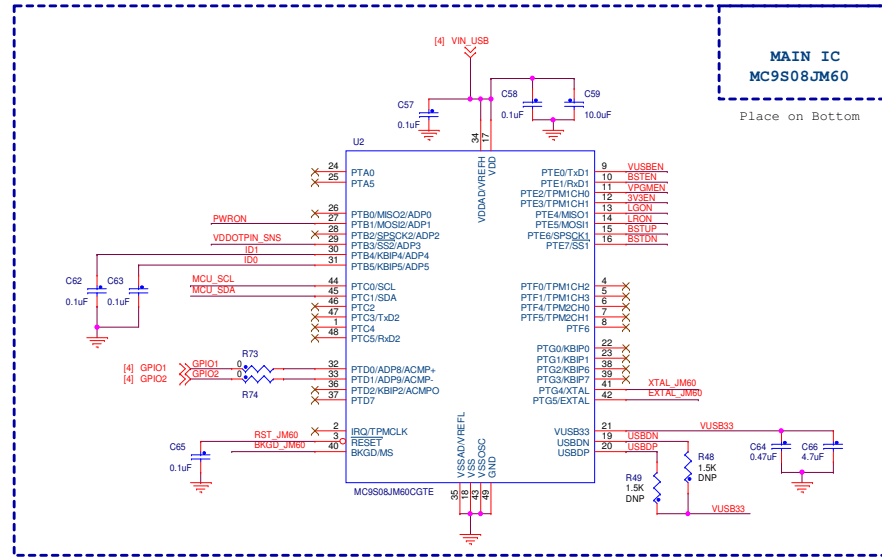 [4] VIN_USB
MAIN IC
MC9S08JM60
Place on Bottom
C57
0.1uF
C58
0.1uF
C59
10.0uF
U2
34
17
VDDAD/VREFH
VDD
24
PTA0
25
PTA5
26
PTB0/MISO2/ADP0
PWRON
27
PTB1/MOSI2/ADP1
28
PTB2/SPSCK2/ADP2
VDDOTPIN_SNS
29
PTB3/SS2/ADP3
ID1
30
PTB4/KBIP4/ADP4
ID0
31
PTB5/KBIP5/ADP5
C62
0.1uF
C63
0.1uF
MCU_SCL
44
PTC0/SCL
MCU_SDA
45
PTC1/SDA
46
PTC2
47
PTC3/TxD2
1
PTC4
48
PTC5/RxD2
R73
[4] GPIO1
GPIO1
0
32
PTD0/ADP8/ACMP+
[4] GPIO2
GPIO2
0
33
PTD1/ADP9/ACMP-
R74
36
PTD2/KBIP2/ACMPO
37
PTD7
2
IRQ/TPMCLK
RST_JM60
3
RESET
BKGD_JM60
40
BKGD/MS
C65
0.1uF
PTE0/TxD1
9
VUSBEN
PTE1/RxD1
10
BSTEN
PTE2/TPM1CH0
11
VPGMEN
PTE3/TPM1CH1
12
3V3EN
PTE4/MISO1
13
LGON
PTE5/MOSI1
14
LRON
PTE6/SPSCK1
15
BSTUP
PTE7/SS1
16
BSTDN
PTF0/TPM1CH2
4
PTF1/TPM1CH3
5
PTF4/TPM2CH0
6
PTF5/TPM2CH1
7
PTF6
8
PTG0/KBIP0
22
PTG1/KBIP1
23
PTG2/KBIP6
38
PTG3/KBIP7
39
PTG4/XTAL
41
XTAL_JM60
PTG5/EXTAL
42
EXTAL_JM60
VUSB33
21
VUSB33
USBDN
19
USBDN
USBDP
20
USBDP
C64
0.47uF
C66
4.7uF
R48
1.5K
DNP
R49
1.5K
DNP
VUSB33
VSSAD/VREFL
VSS
VSSOSC
GND
35
18
43
49
MC9S08JM60CGTE